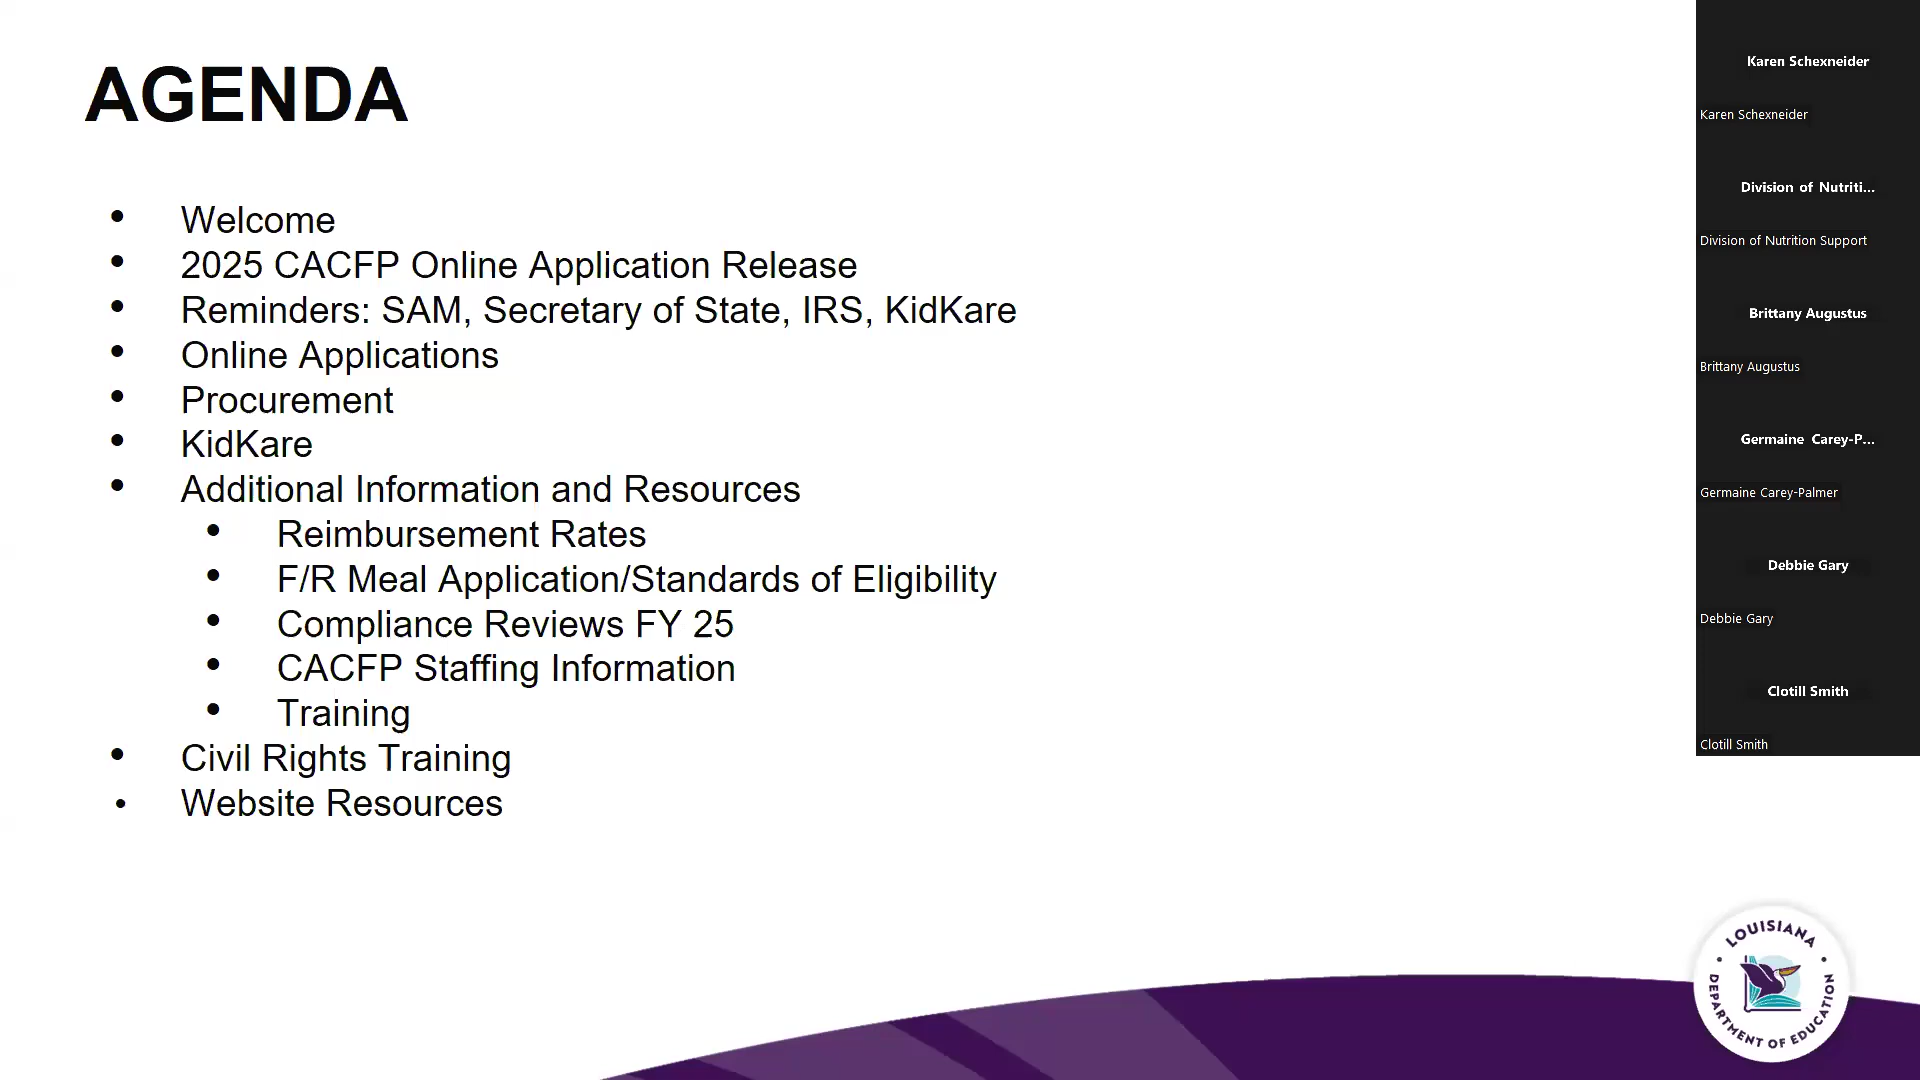 AGENDA
• Welcome
• 2025 CACFP Online Application Release
• Reminders: SAM, Secretary of State, IRS, KidKare
• Online Applications
• Procurement
• KidKare
• Additional Information and Resources
• Reimbursement Rates
• F/R Meal Application/Standards of Eligibility
• Compliance Reviews FY 25
• CACFP Staffing Information
• Training
• Civil Rights Training
• Website Resources
Karen Schexneider
Karen Schexneider
Division of Nutriti...
Division of Nutrition Support
Brittany Augustus
Brittany Augustus
Germaine Carey-P...
Germaine Carey-Palmer
Debbie Gary
Debbie Gary
Clotill Smith
Clotill Smith
LOUISIANA
DEPARTMENT OF EDUCATION